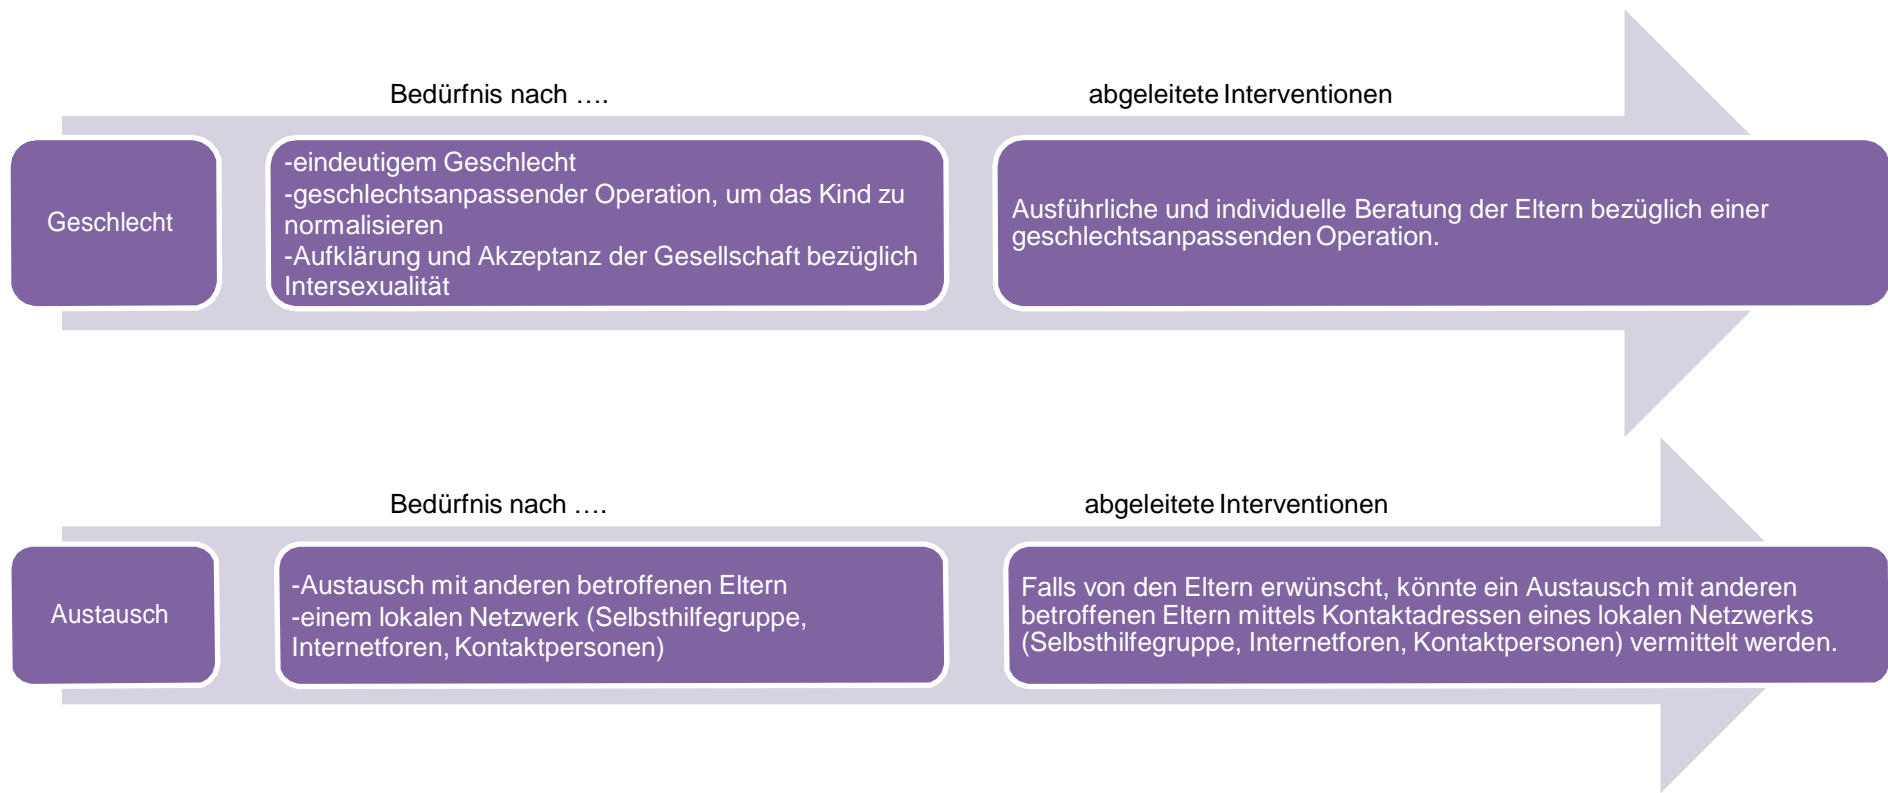 Bedürfnis nach ….
abgeleitete Interventionen
Geschlecht
-eindeutigem Geschlecht
-geschlechtsanpassender Operation, um das Kind zu
normalisieren
-Aufklärung und Akzeptanz der Gesellschaft bezüglich
Intersexualität
Ausführliche und individuelle Beratung der Eltern bezüglich einer
geschlechtsanpassenden Operation.
Bedürfnis nach ….
abgeleitete Interventionen
Austausch
-Austausch mit anderen betroffenen Eltern
-einem lokalen Netzwerk (Selbsthilfegruppe,
Internetforen, Kontaktpersonen)
Falls von den Eltern erwünscht, könnte ein Austausch mit anderen
betroffenen Eltern mittels Kontaktadressen eines lokalen Netzwerks
(Selbsthilfegruppe, Internetforen, Kontaktpersonen) vermittelt werden.